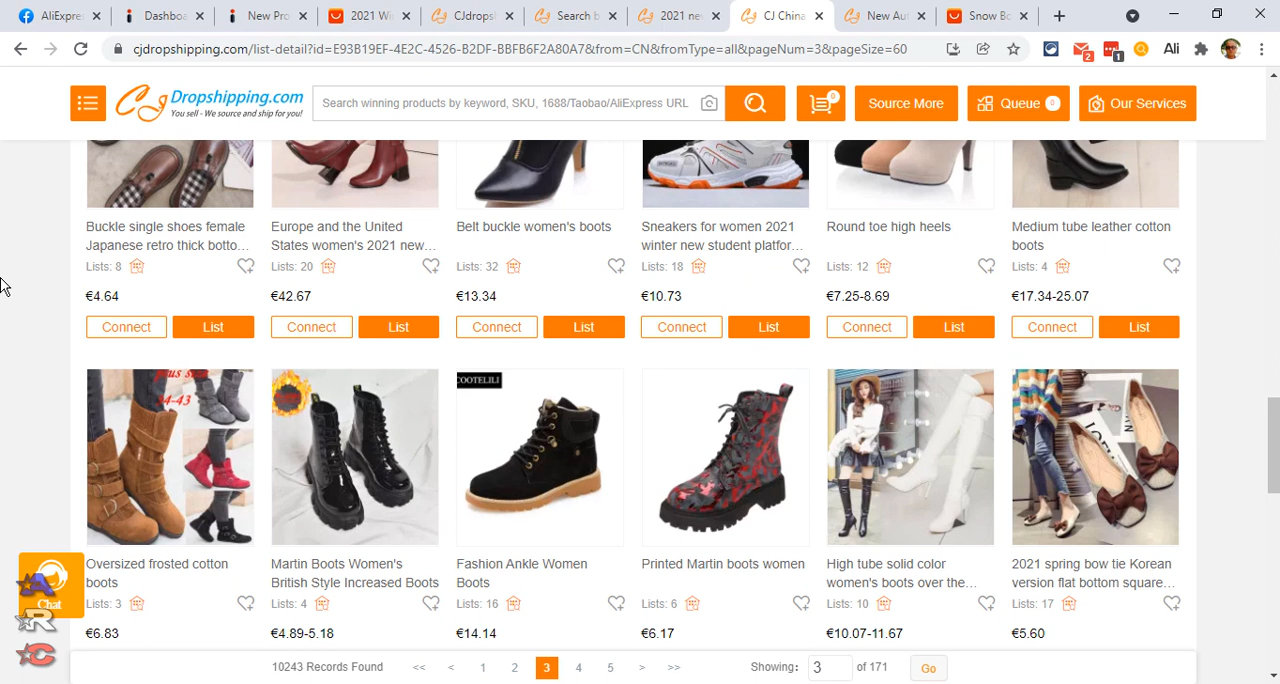 AliExpres
Dashboa
New Pro
2021 Wi
CJdrops
Search b
2021 new
CJ China
New Aut
Snow Bo
cjdropshipping.com/list-detail?id=E93B19EF-4E2C-4526-B2DF-BBFB6F2A80A7&from=CN&fromType=all&pageNum=3&pageSize=60
2
1
Ali
CJ Dropshipping.com
You sell - We source and ship for you!
Search winning products by keyword, SKU, 1688/Taobao/AliExpress URL
0
Source More
Queue 0
Our Services
Buckle single shoes female
Japanese retro thick botto...
Lists: 8
€4.64
Connect
List
Europe and the United
States women's 2021 new...
Lists: 20
€42.67
Connect
List
Belt buckle women's boots
Lists: 32
€13.34
Connect
List
Sneakers for women 2021
winter new student platfor...
Lists: 18
€10.73
Connect
List
Round toe high heels
Lists: 12
€7.25-8.69
Connect
List
Medium tube leather cotton
boots
Lists: 4
€17.34-25.07
Connect
List
plus size
34-43
Oversized frosted cotton
boots
Lists: 3
€6.83
Martin Boots Women's
British Style Increased Boots
Lists: 4
€4.89-5.18
COOTELILI
Fashion Ankle Women
Boots
Lists: 16
€14.14
Printed Martin boots women
Lists: 6
€6.17
High tube solid color
women's boots over the...
Lists: 10
€10.07-11.67
2021 spring bow tie Korean
version flat bottom square...
Lists: 17
€5.60
Chat
A
R
C
10243 Records Found
<< < 1 2 3 4 5 > >>
Showing: 3 of 171 Go